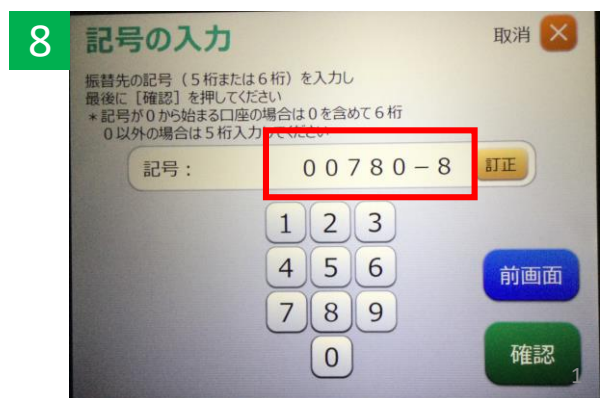 8
記号の入力
取消 ×
振替先の記号（5桁または6桁）を入力し
最後に［確認］を押してください
＊記号が0から始まる口座の場合は0を含めて6桁
0以外の場合は5桁入力してください
記号： 00780－8 訂正
1 2 3
4 5 6
前画面
7 8 9
0
確認
1